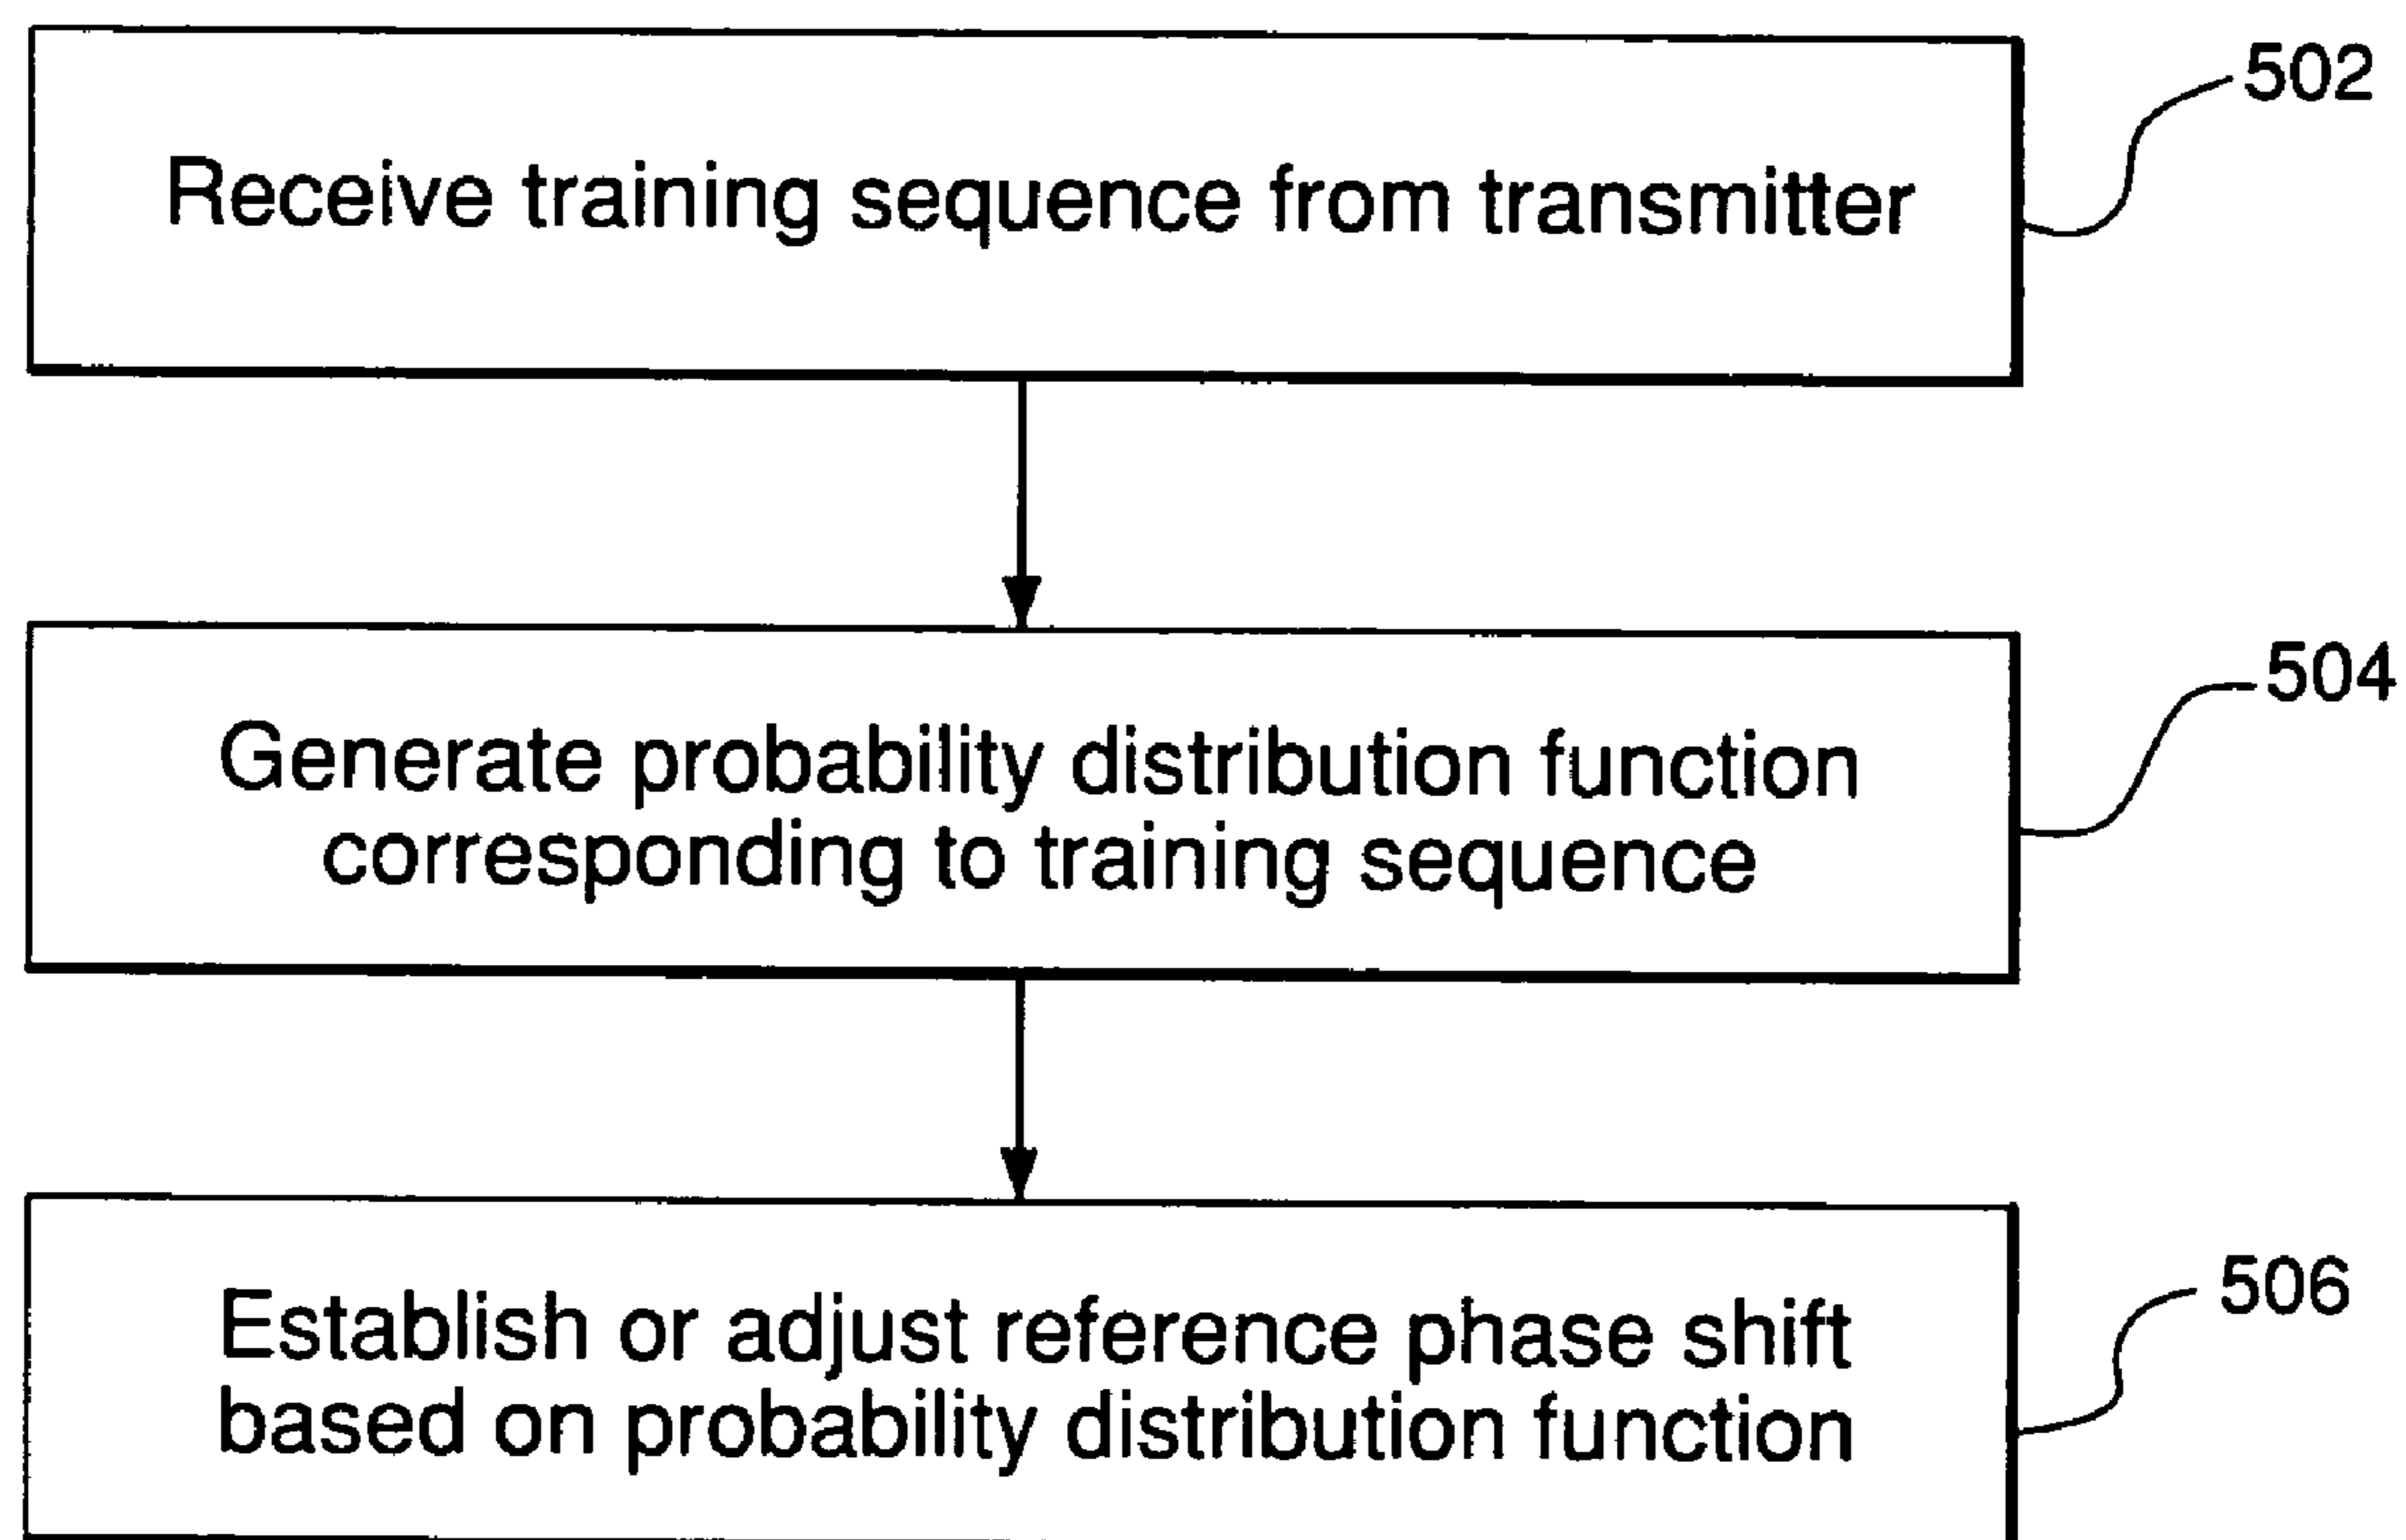 502
Receive training sequence from transmitter
504
Generate probability distribution function
corresponding to training sequence
506
Establish or adjust reference phase shift
based on probability distribution function